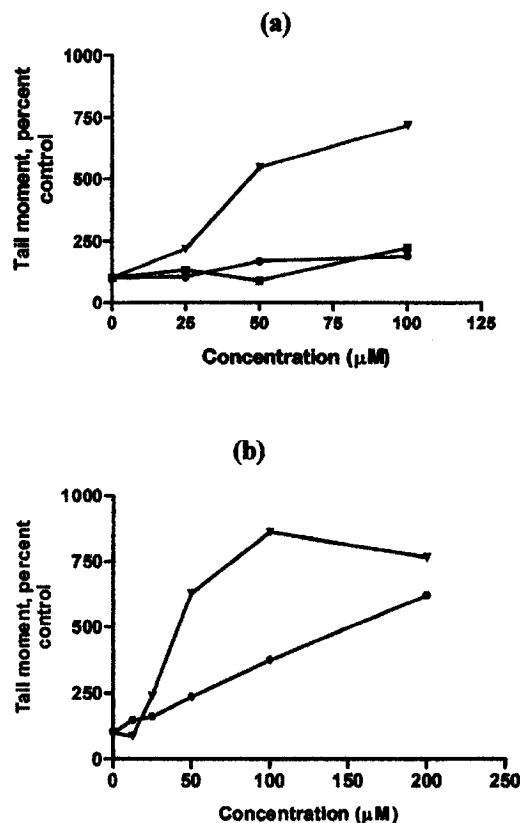 (a)
Tail moment, percent
control
1000
750
500
250
0
0 25 50 75 100 125
Concentration (μM)
(b)
Tail moment, percent
control
1000
750
500
250
0
0 50 100 150 200 250
Concentration (μM)